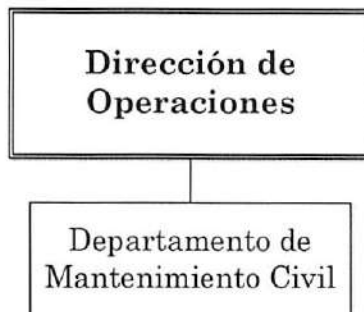 Dirección de
Operaciones
Departamento de
Mantenimiento Civil